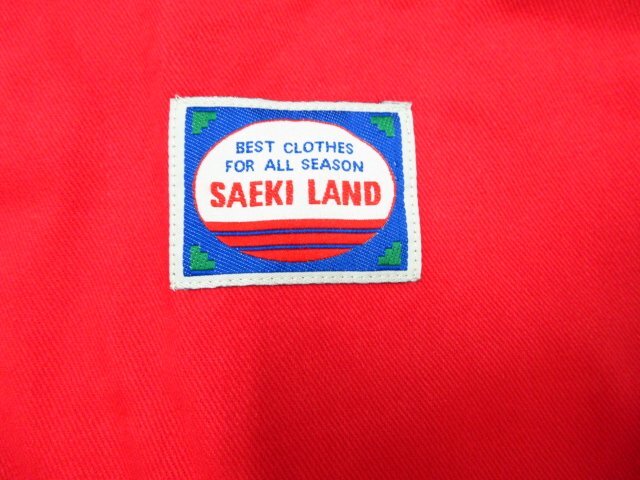 BEST CLOTHES
FOR ALL SEASON
SAEKI LAND